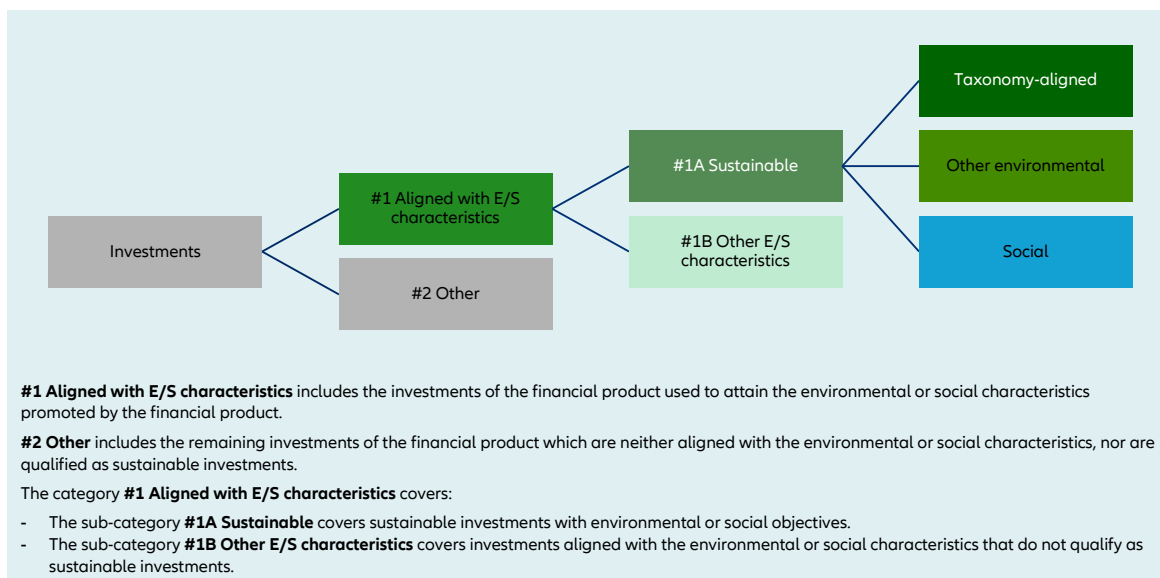 Taxonomy-aligned
#1A Sustainable
Other environmental
#1 Aligned with E/S
characteristics
#1B Other E/S
characteristics
Investments
Social
#2 Other
#1 Aligned with E/S characteristics includes the investments of the financial product used to attain the environmental or social characteristics
promoted by the financial product.
#2 Other includes the remaining investments of the financial product which are neither aligned with the environmental or social characteristics, nor are
qualified as sustainable investments.
The category #1 Aligned with E/S characteristics covers:
- The sub-category #1A Sustainable covers sustainable investments with environmental or social objectives.
- The sub-category #1B Other E/S characteristics covers investments aligned with the environmental or social characteristics that do not qualify as
sustainable investments.